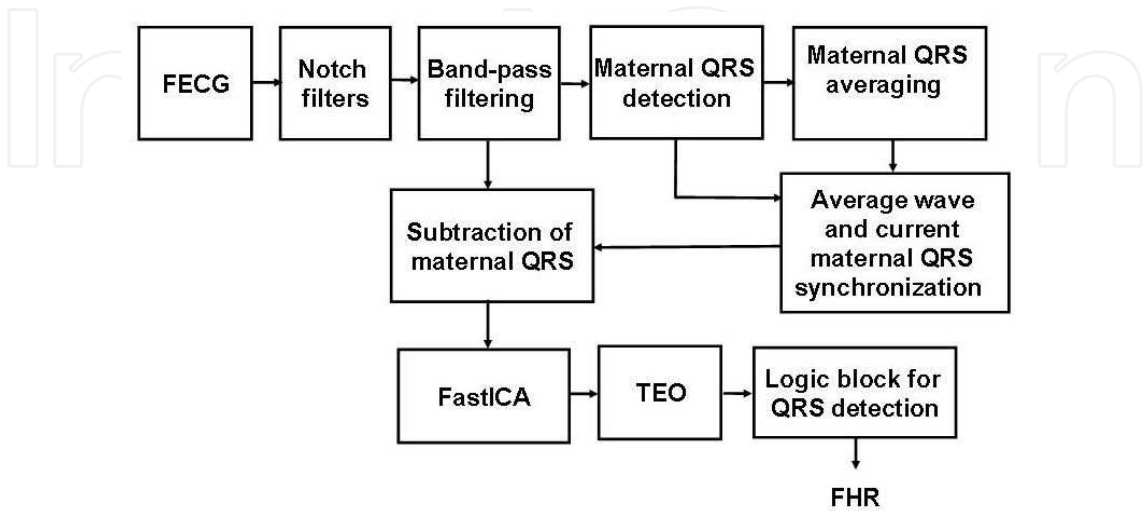 FECG
Notch
filters
Band-pass
filtering
Maternal QRS
detection
Maternal QRS
averaging
Subtraction of
maternal QRS
Average wave
and current
maternal QRS
synchronization
FastICA
TEO
Logic block for
QRS detection
FHR